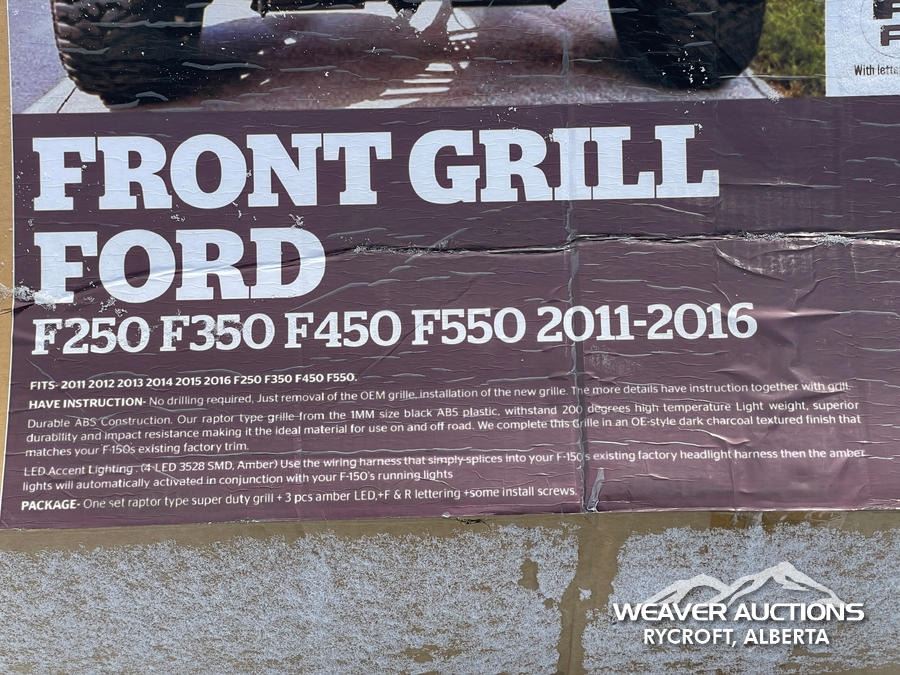 With lette
FRONT GRILL
FORD
F250 F350 F450 F550 2011-2016
FITS- 2011 2012 2013 2014 2015 2016 F250 F350 F450 F550.
HAVE INSTRUCTION- No drilling required, Just removal of the OEM grille, installation of the new grille. The more details have instruction together with grill.
Durable ABS Construction. Our raptor type grille from the 1MM size black ABS plastic, withstand 200 degrees high temperature Light weight, superior
durability and impact resistance making it the ideal material for use on and off road. We complete this Grille in an OE-style dark charcoal textured finish that
matches your F-150's existing factory trim.
LED Accent Lighting . (4 LED 3528 SMD, Amber) Use the wiring harness that simply splices into your F-150's existing factory headlight harness then the amber
lights will automatically activated in conjunction with your F-150's running lights
PACKAGE- One set raptor type super duty grill + 3 pcs amber LED,+F & R lettering +some install screws.
WEAVER AUCTIONS
RYCROFT, ALBERTA